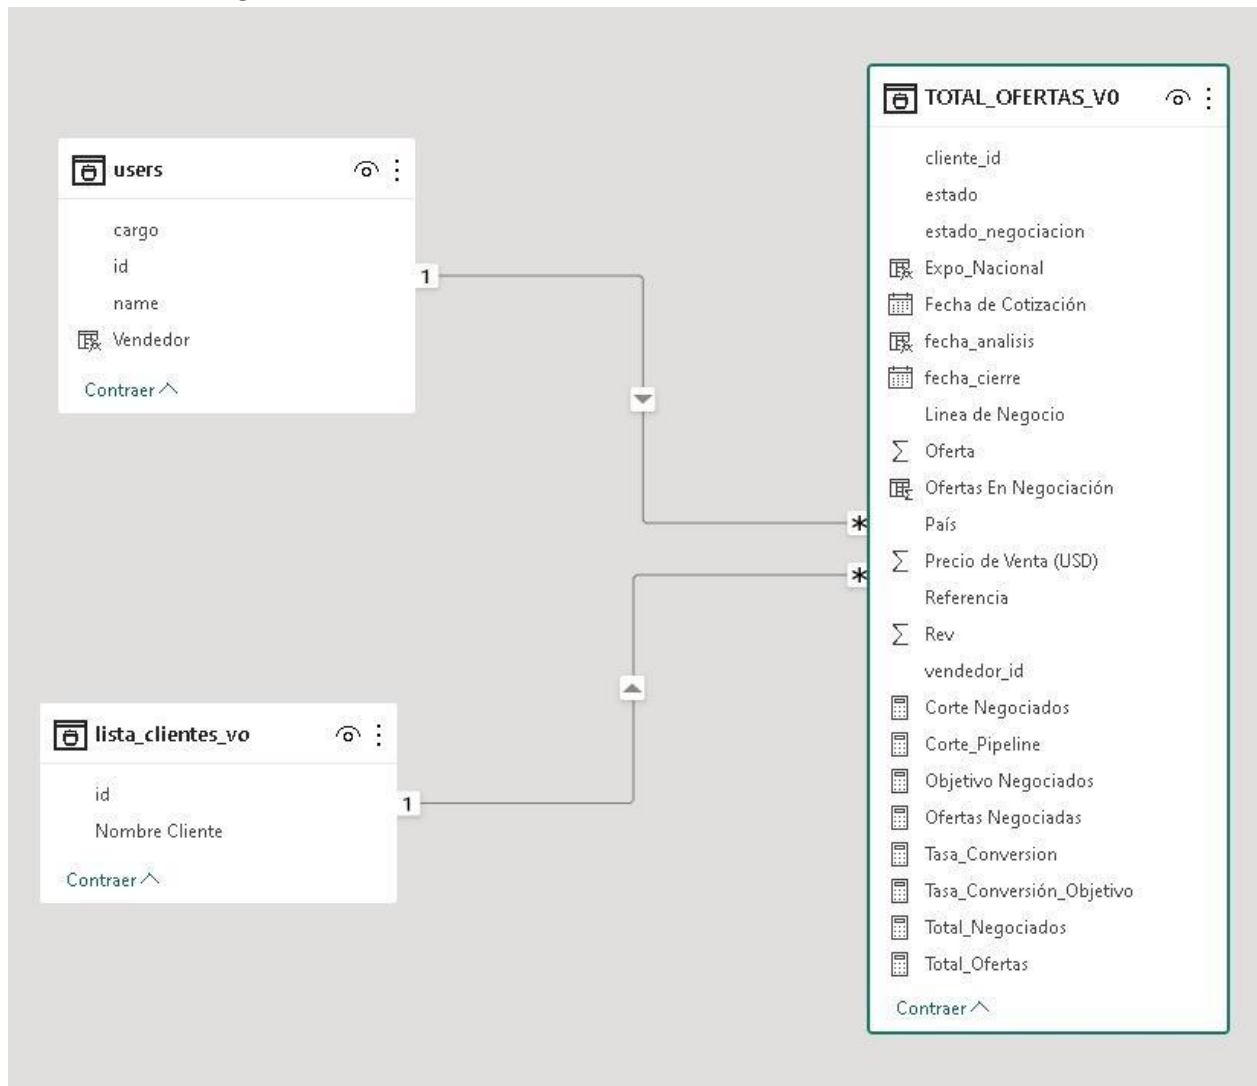 users
cargo
id
name
Vendedor
Contraer
1
lista_clientes_vo
id
Nombre Cliente
Contraer
1
*
*
TOTAL_OFERTAS_V0
cliente_id
estado
estado_negociacion
Expo_Nacional
Fecha de Cotización
fecha_analisis
fecha_cierre
Linea de Negocio
Oferta
Ofertas En Negociación
País
Precio de Venta (USD)
Referencia
Rev
vendedor_id
Corte Negociados
Corte_Pipeline
Objetivo Negociados
Ofertas Negociadas
Tasa_Conversion
Tasa_Conversión_Objetivo
Total_Negociados
Total_Ofertas
Contraer